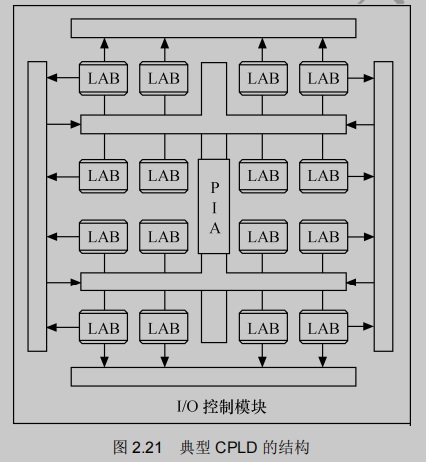 LAB LAB LAB LAB
LAB LAB LAB LAB
P
I
A
LAB LAB LAB LAB
LAB LAB LAB LAB
I/O 控制模块
图 2.21 典型 CPLD 的结构